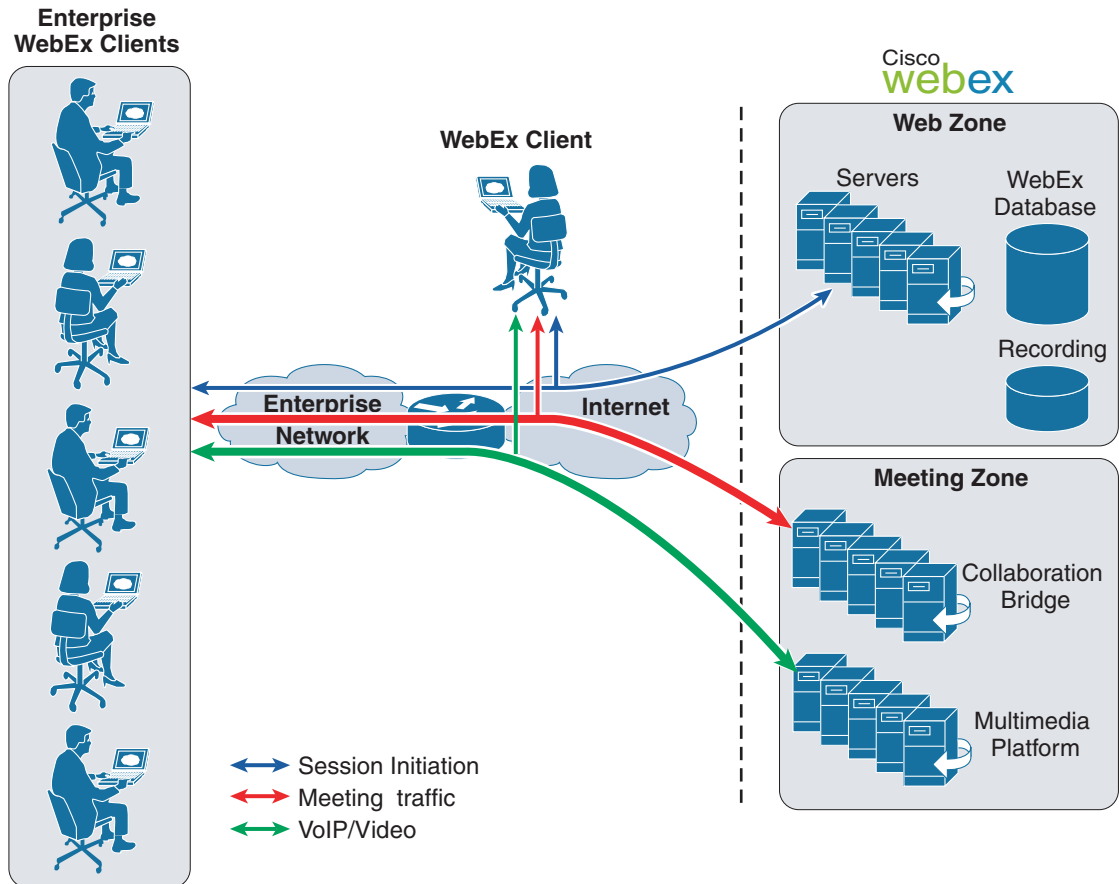 Enterprise
WebEx Clients
WebEx Client
Cisco
webex
Web Zone
Servers
WebEx
Database
Recording
Enterprise
Network
Internet
Meeting Zone
Collaboration
Bridge
Multimedia
Platform
Session Initiation
Meeting traffic
VoIP/Video